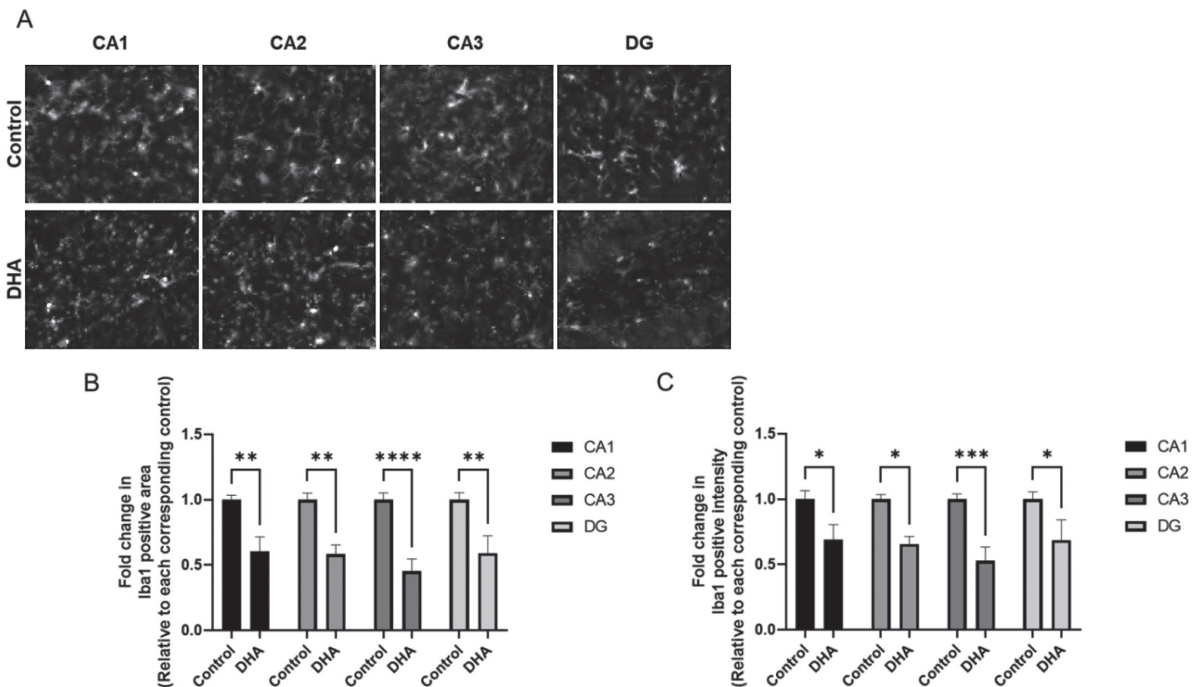 A
CA1 CA2 CA3 DG
Control
DHA
B
Fold change in
Iba1 positive area
(Relative to each corresponding control)
1.5
1.0
0.5
0.0
** ** **** **
Control DHA Control DHA Control DHA Control DHA
CA1
CA2
CA3
DG
C
Fold change in
Iba1 positive intensity
(Relative to each corresponding control)
1.5
1.0
0.5
0.0
* * *** *
Control DHA Control DHA Control DHA Control DHA
CA1
CA2
CA3
DG